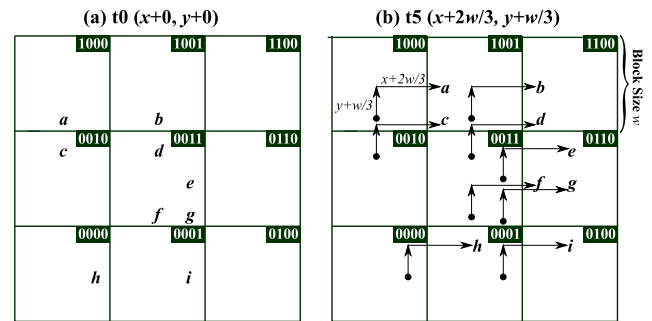 (a) t0 (x+0, y+0)
(b) t5 (x+2w/3, y+w/3)
1000 1001 1100
a b
0010 0011 0110
c d
e
f g
0000 0001 0100
h i
1000 1001 1100
x+2w/3
a b
y+w/3
c d
0010 0011 0110
e
f g
0000 0001 0100
h i
Block Size w